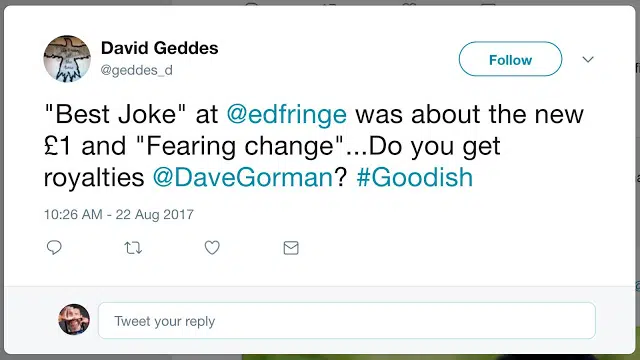 David Geddes
@geddes_d
Follow
"Best Joke" at @edfringe was about the new
£1 and "Fearing change"...Do you get
royalties @DaveGorman? #Goodish
10:26 AM - 22 Aug 2017
Tweet your reply